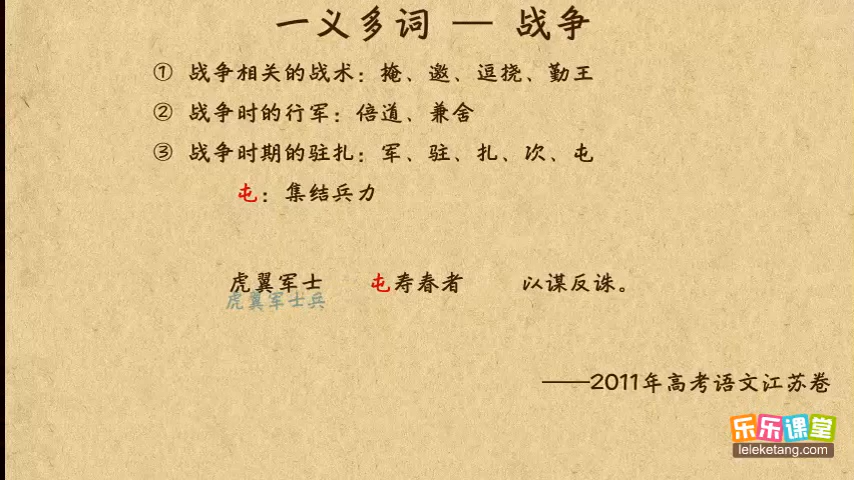 一义多词 — 战争
① 战争相关的战术：掩、邀、逗挠、勤王
② 战争时的行军：倍道、兼舍
③ 战争时期的驻扎：军、驻、扎、次、屯
屯：集结兵力
虎翼军士 屯寿春者 以谋反诛。
虎翼军士兵
——2011年高考语文江苏卷
乐乐课堂
leleketang.com